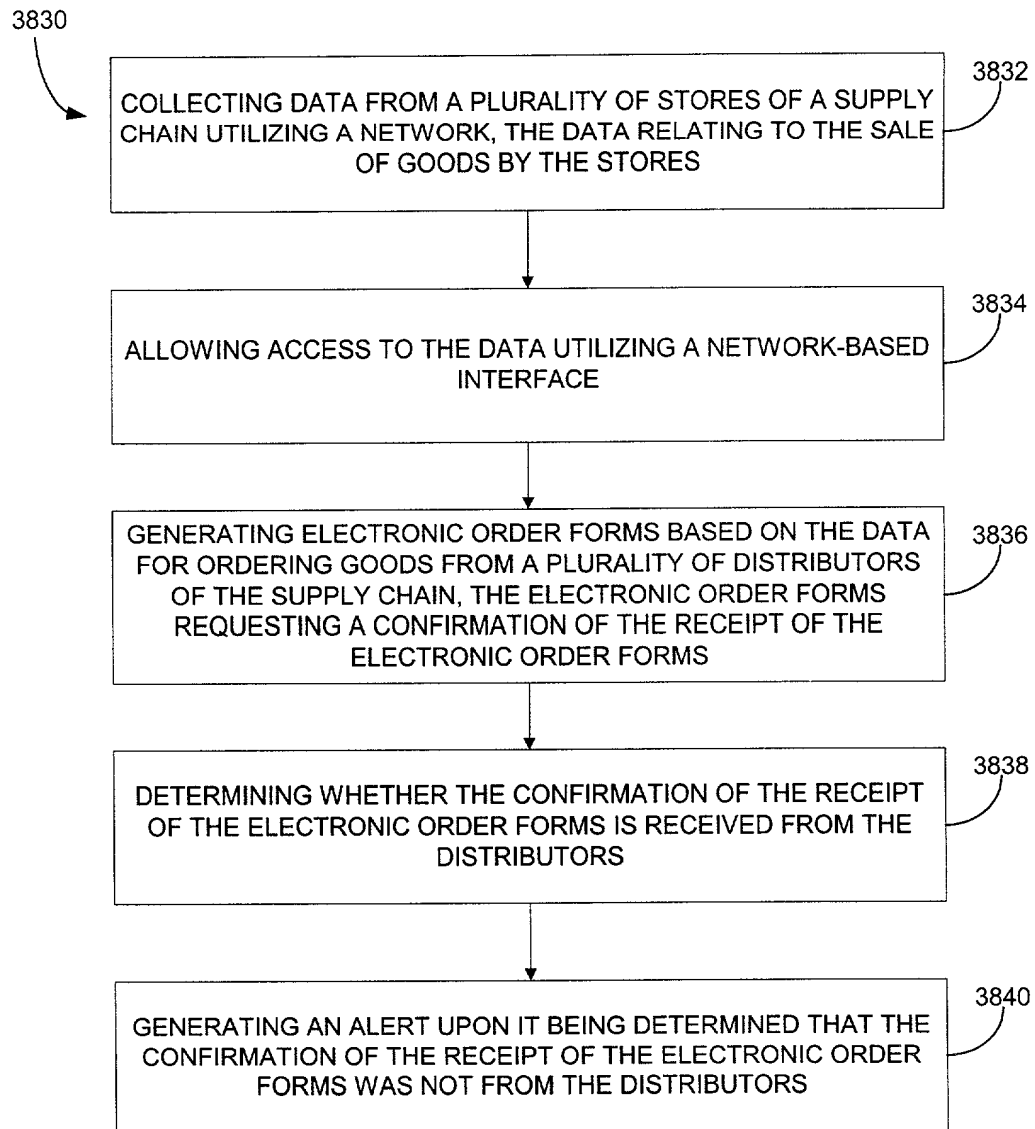 3830
3832
COLLECTING DATA FROM A PLURALITY OF STORES OF A SUPPLY
CHAIN UTILIZING A NETWORK, THE DATA RELATING TO THE SALE
OF GOODS BY THE STORES
3834
ALLOWING ACCESS TO THE DATA UTILIZING A NETWORK-BASED
INTERFACE
3836
GENERATING ELECTRONIC ORDER FORMS BASED ON THE DATA
FOR ORDERING GOODS FROM A PLURALITY OF DISTRIBUTORS
OF THE SUPPLY CHAIN, THE ELECTRONIC ORDER FORMS
REQUESTING A CONFIRMATION OF THE RECEIPT OF THE
ELECTRONIC ORDER FORMS
3838
DETERMINING WHETHER THE CONFIRMATION OF THE RECEIPT
OF THE ELECTRONIC ORDER FORMS IS RECEIVED FROM THE
DISTRIBUTORS
3840
GENERATING AN ALERT UPON IT BEING DETERMINED THAT THE
CONFIRMATION OF THE RECEIPT OF THE ELECTRONIC ORDER
FORMS WAS NOT FROM THE DISTRIBUTORS